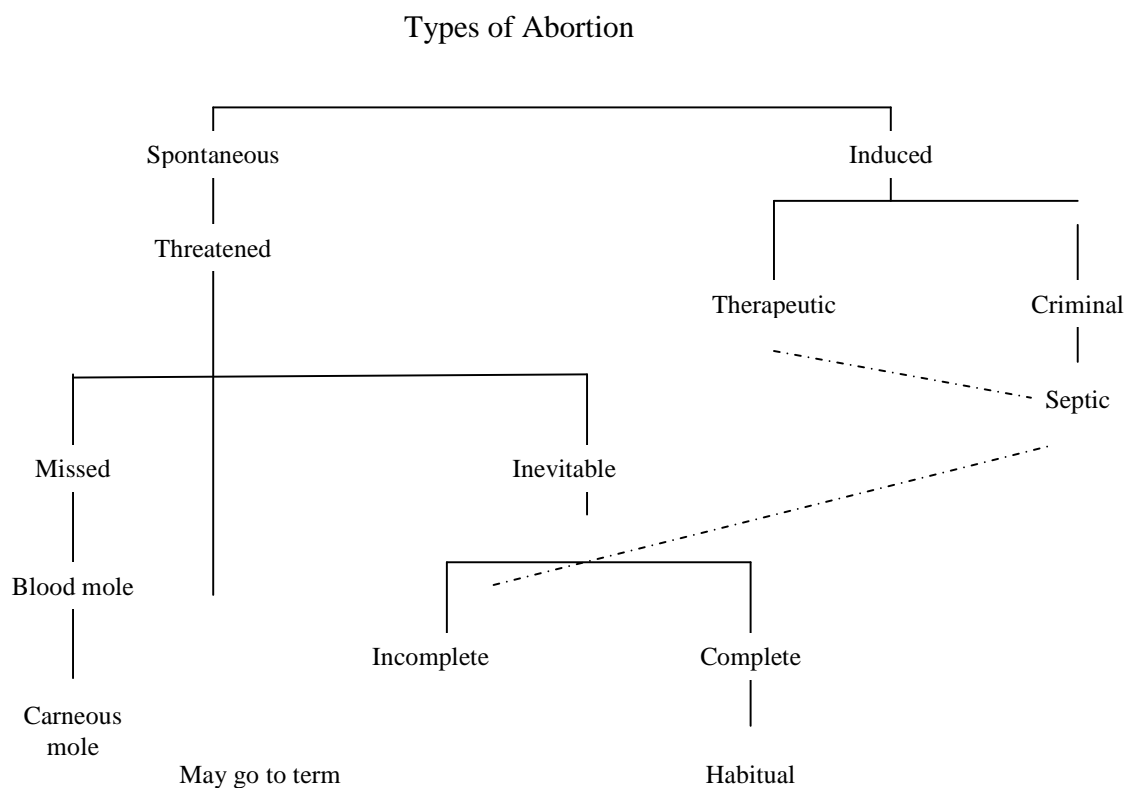 Types of Abortion
Spontaneous
Induced
Threatened
Therapeutic
Criminal
Septic
Missed
Inevitable
Blood mole
Incomplete
Complete
Carneous
mole
May go to term
Habitual